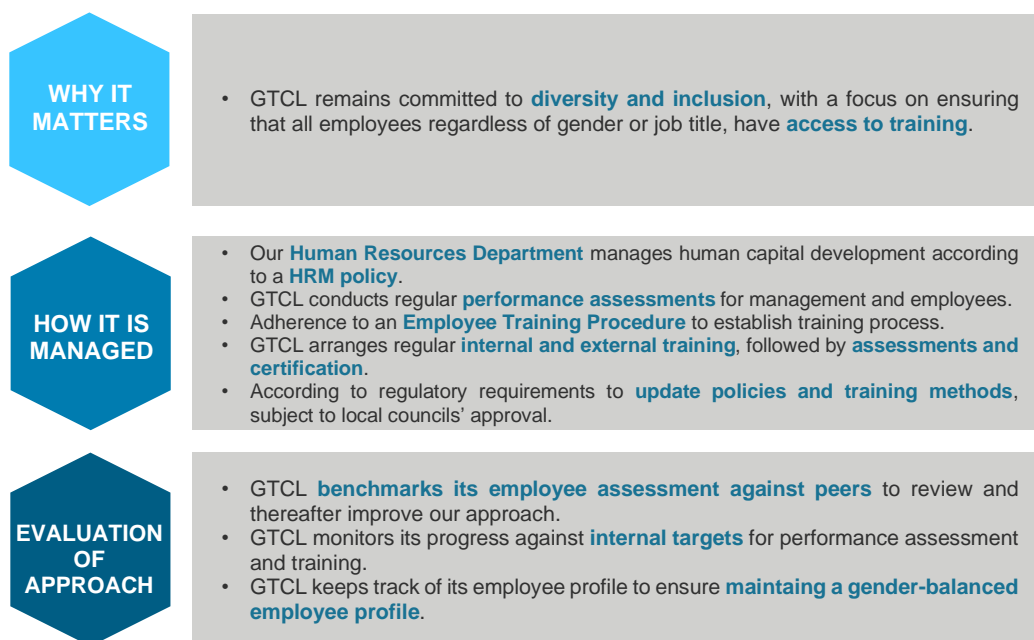 WHY IT
MATTERS
• GTCL remains committed to diversity and inclusion, with a focus on ensuring
that all employees regardless of gender or job title, have access to training.
HOW IT IS
MANAGED
• Our Human Resources Department manages human capital development according
to a HRM policy.
• GTCL conducts regular performance assessments for management and employees.
• Adherence to an Employee Training Procedure to establish training process.
• GTCL arranges regular internal and external training, followed by assessments and
certification.
• According to regulatory requirements to update policies and training methods,
subject to local councils’ approval.
EVALUATION
OF
APPROACH
• GTCL benchmarks its employee assessment against peers to review and
thereafter improve our approach.
• GTCL monitors its progress against internal targets for performance assessment
and training.
• GTCL keeps track of its employee profile to ensure maintaing a gender-balanced
employee profile.